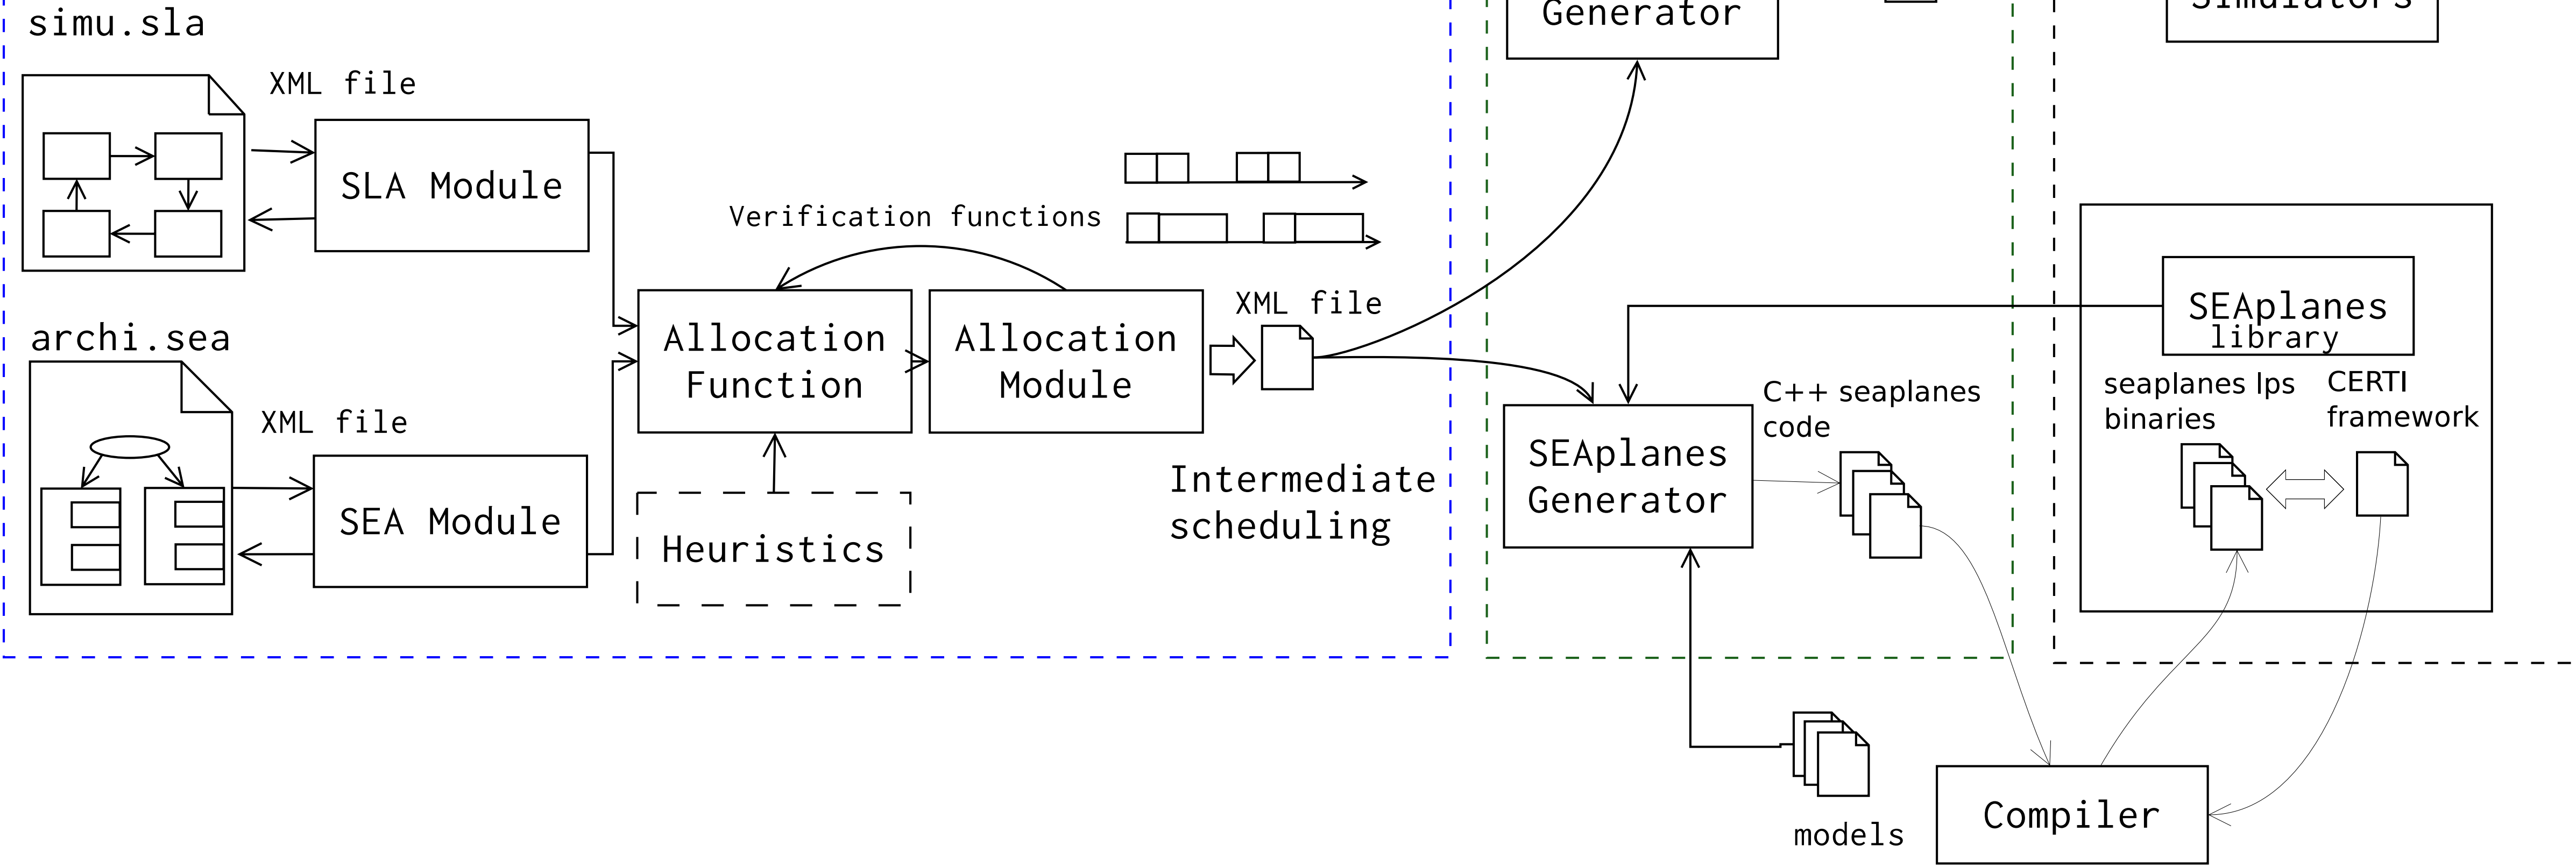 simu.sla
XML file
SLA Module
Verification functions
archi.sea
XML file
SEA Module
Allocation
Function
Allocation
Module
Heuristics
XML file
Intermediate
scheduling
Generator
Simulators
SEAplanes
library
seaplanes lps
binaries
CERTI
framework
SEAplanes
Generator
C++ seaplanes
code
models
Compiler